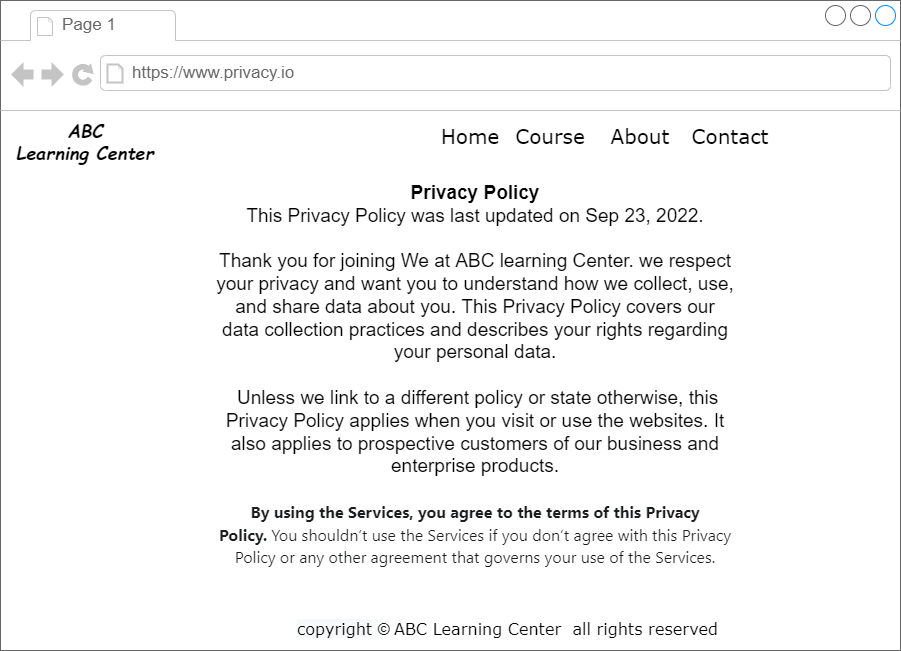 Page 1
https://www.privacy.io
ABC
Learning Center
Home Course About Contact
Privacy Policy
This Privacy Policy was last updated on Sep 23, 2022.
Thank you for joining We at ABC learning Center. we respect
your privacy and want you to understand how we collect, use,
and share data about you. This Privacy Policy covers our
data collection practices and describes your rights regarding
your personal data.
Unless we link to a different policy or state otherwise, this
Privacy Policy applies when you visit or use the websites. It
also applies to prospective customers of our business and
enterprise products.
By using the Services, you agree to the terms of this Privacy
Policy. You shouldn’t use the Services if you don’t agree with this Privacy
Policy or any other agreement that governs your use of the Services.
copyright © ABC Learning Center all rights reserved